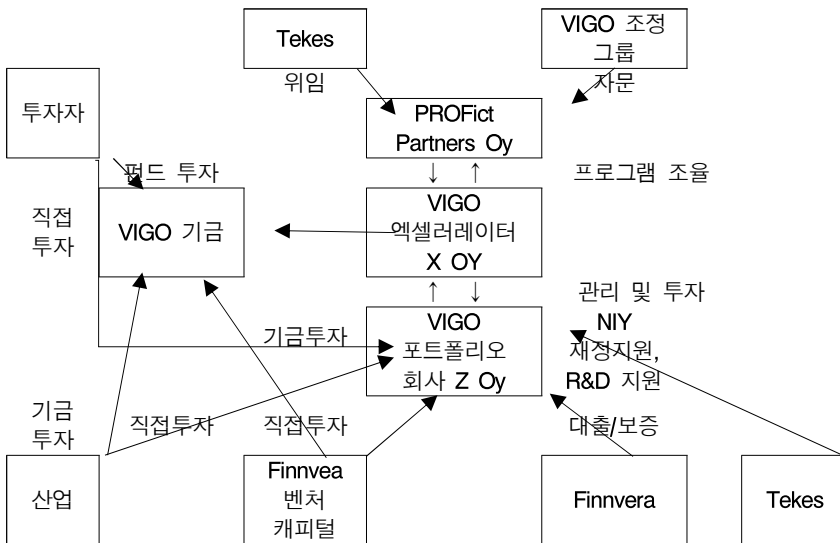 Tekes
VIGO 조정
그룹
위임
자문
투자자
PROFict
Partners Oy
펀드 투자
↓ ↑
프로그램 조율
직접
투자
VIGO 기금
VIGO
엑셀러레이터
X OY
↑ ↓
관리 및 투자
기금투자
VIGO
포트폴리오
회사 Z Oy
NIY
재정지원,
R&D 지원
기금
투자
직접투자
직접투자
대출/보증
산업
Finnvea
벤처
캐피털
Finnvera
Tekes